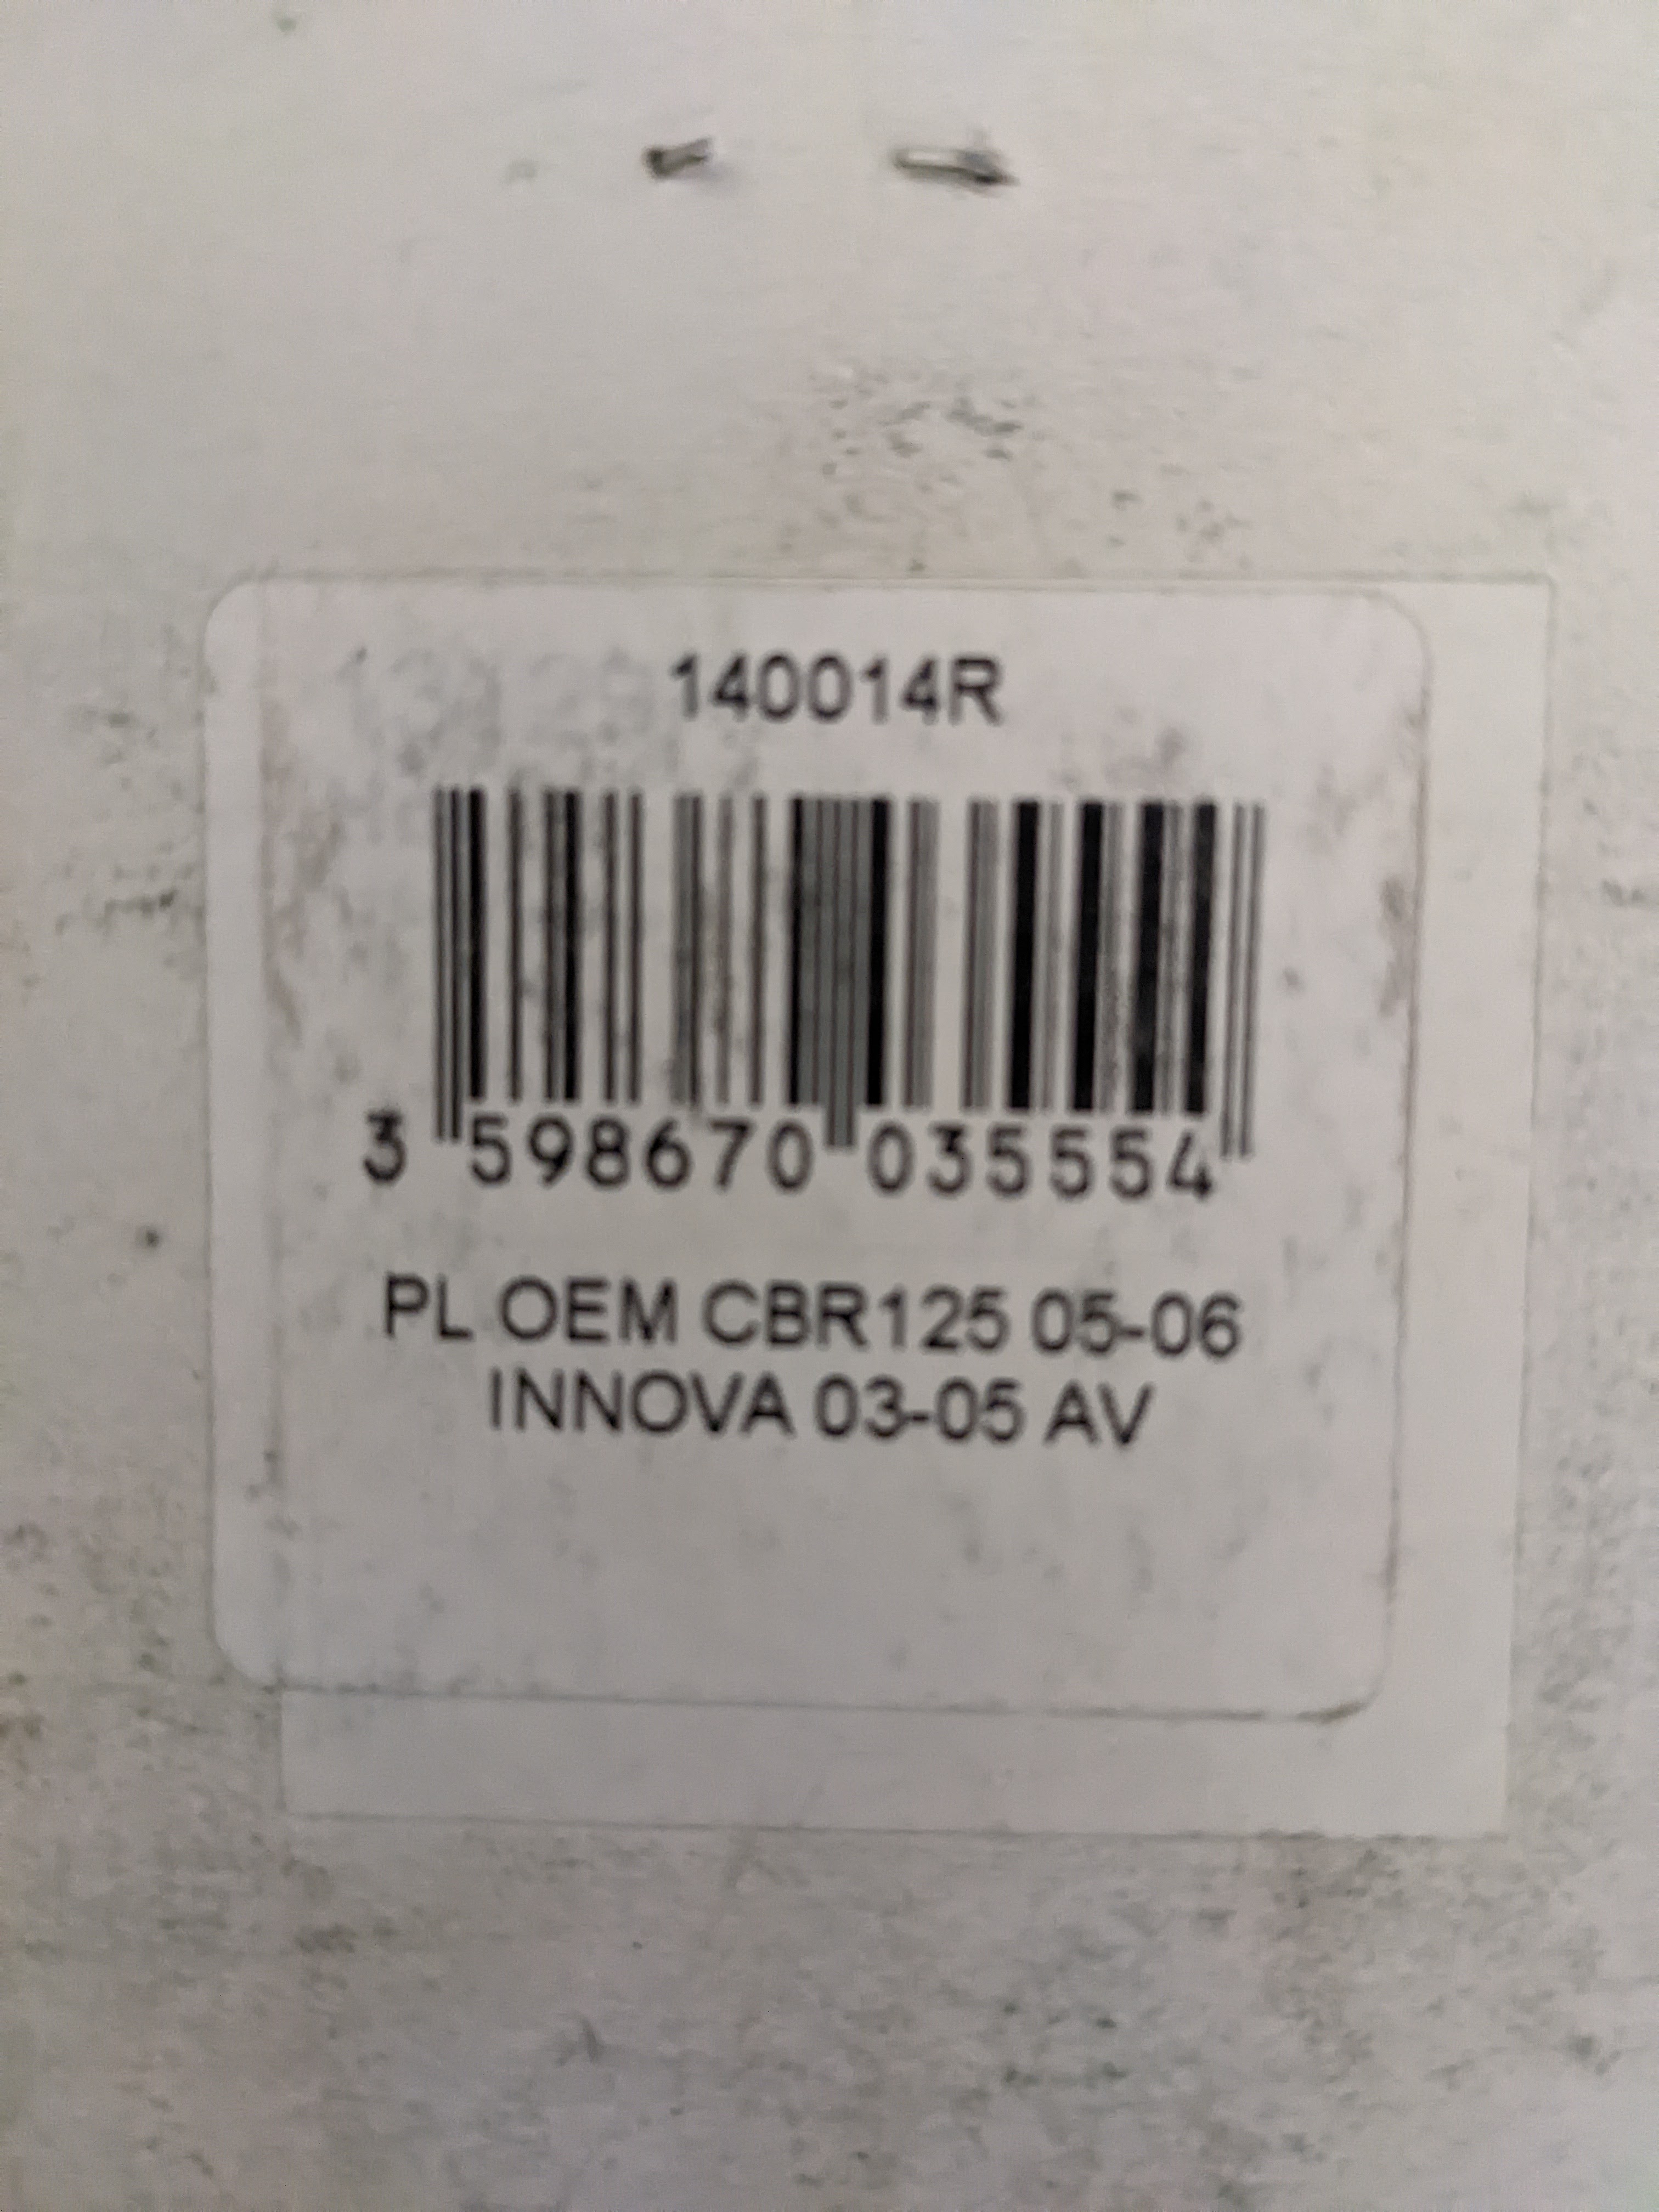 140014R
3 598670 035554
PL OEM CBR125 05-06
INNOVA 03-05 AV